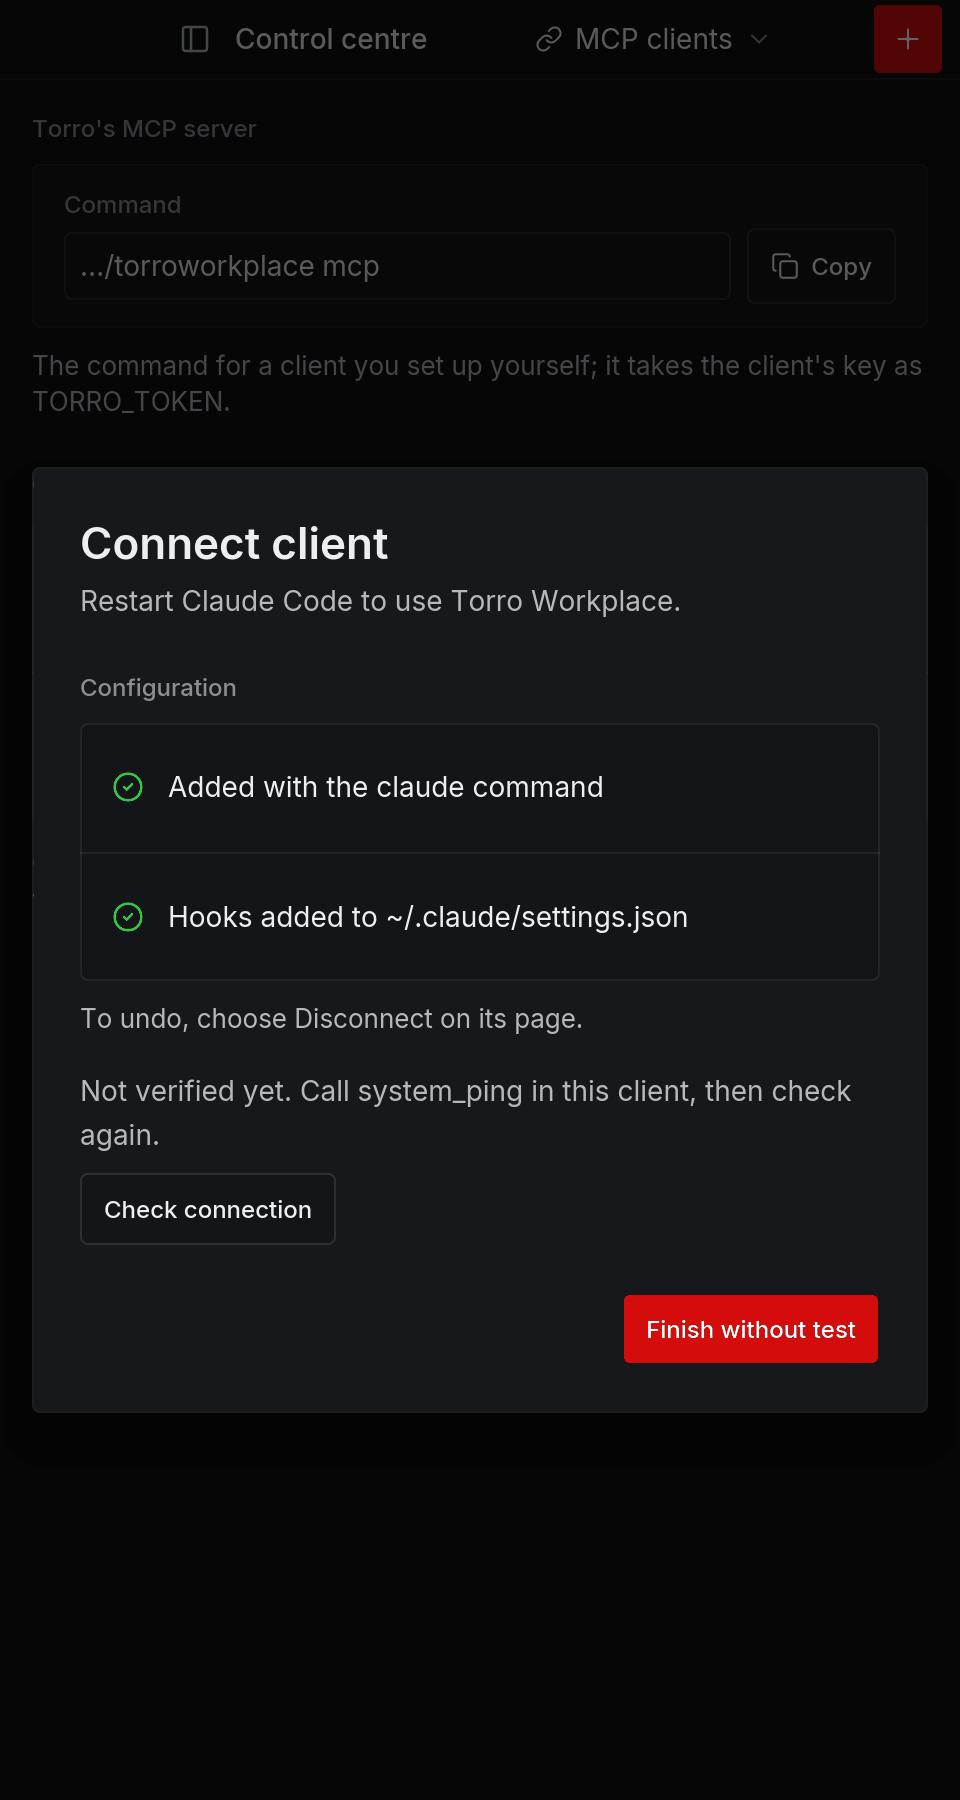 Control centre
MCP clients
Torro's MCP server
Command
.../torroworkplace mcp
Copy
The command for a client you set up yourself; it takes the client's key as
TORRO_TOKEN.
Connect client
Restart Claude Code to use Torro Workplace.
Configuration
Added with the claude command
Hooks added to ~/.claude/settings.json
To undo, choose Disconnect on its page.
Not verified yet. Call system_ping in this client, then check
again.
Check connection
Finish without test